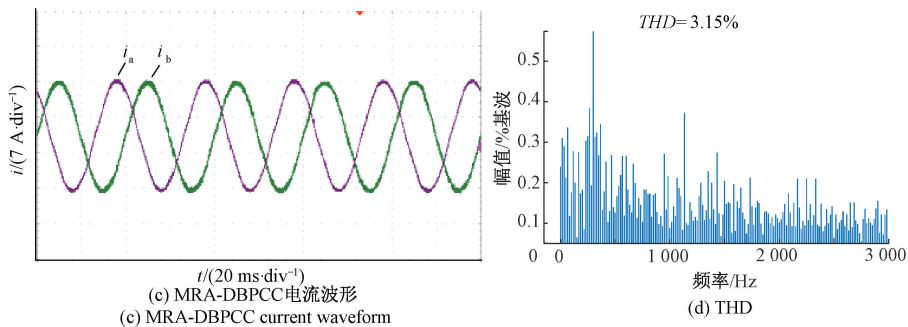 i/(7 A·div⁻¹)
iₐ
i_b
t/(20 ms·div⁻¹)
(c) MRA-DBPCC电流波形
(c) MRA-DBPCC current waveform
THD=3.15%
幅值/%基波
0.5
0.4
0.3
0.2
0.1
0
1 000
2 000
3 000
频率/Hz
(d) THD